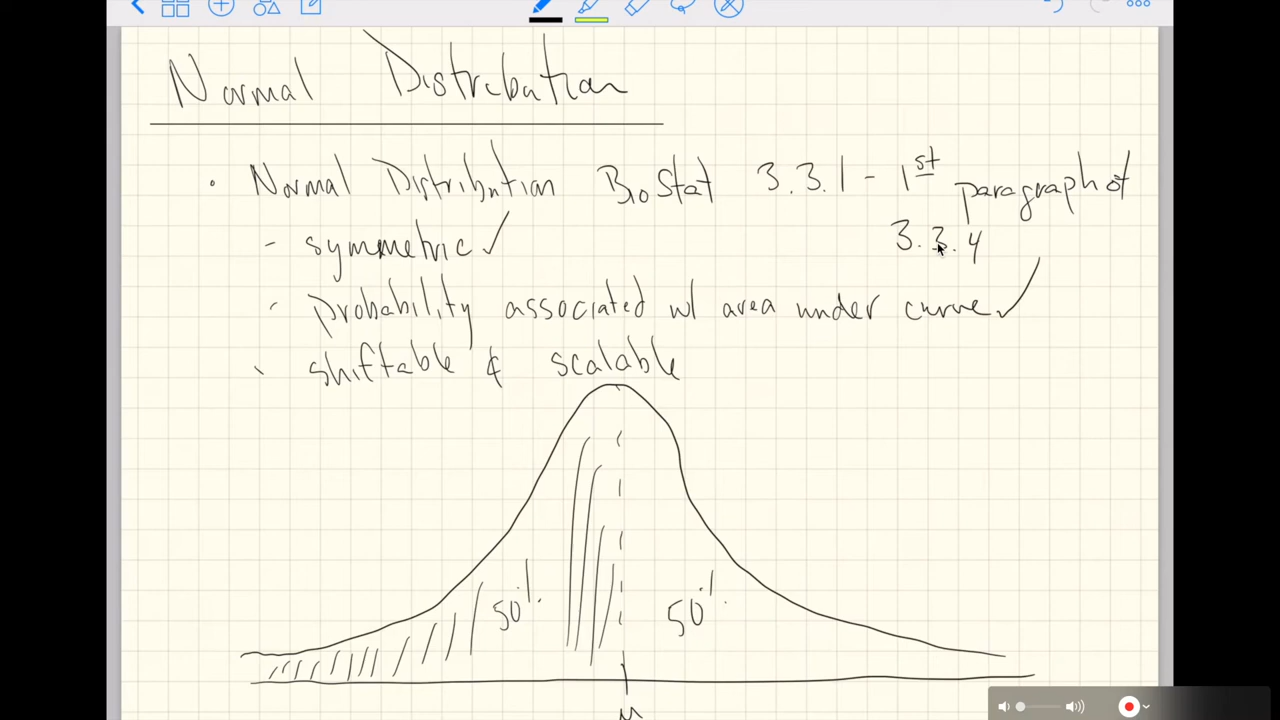 Normal Distribution
• Normal Distribution BioStat 3.3.1 - 1st paragraph of
3.3.4
- symmetric ✓
- Probability associated w/ area under curve ✓
- shiftable & scalable
50%. 50%.
μ